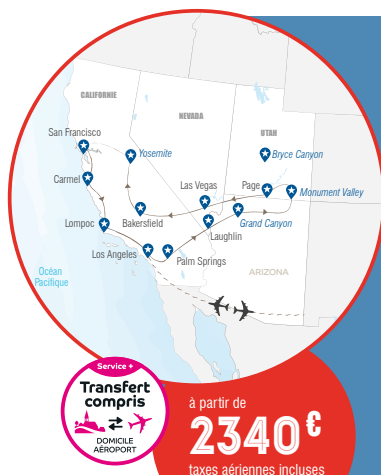 CALIFORNIE
NEVADA
UTAH
San Francisco
Yosemite
Bryce Canyon
Carmel
Las Vegas
Page
Monument Valley
Lompoc
Bakersfield
Grand Canyon
Laughlin
Los Angeles
Palm Springs
Océan
Pacifique
ARIZONA
Service +
Transfert
compris
DOMICILE
AÉROPORT
à partir de
2340€
taxes aériennes incluses